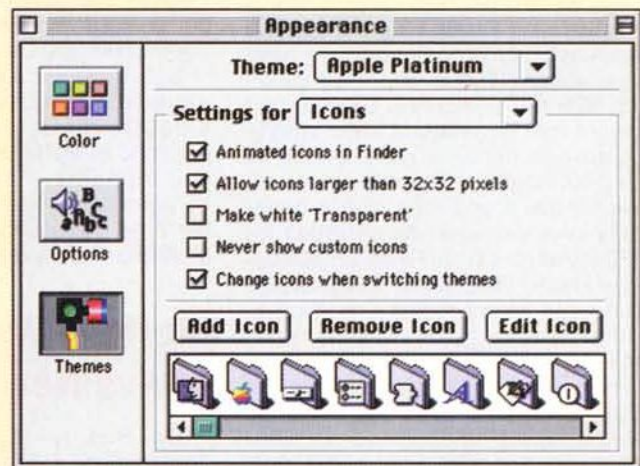 Appearance
Color
Options
Themes
Theme: Apple Platinum
Settings for Icons
Animated icons in Finder
Allow icons larger than 32x32 pixels
Make white 'Transparent'
Never show custom icons
Change icons when switching themes
Add Icon Remove Icon Edit Icon